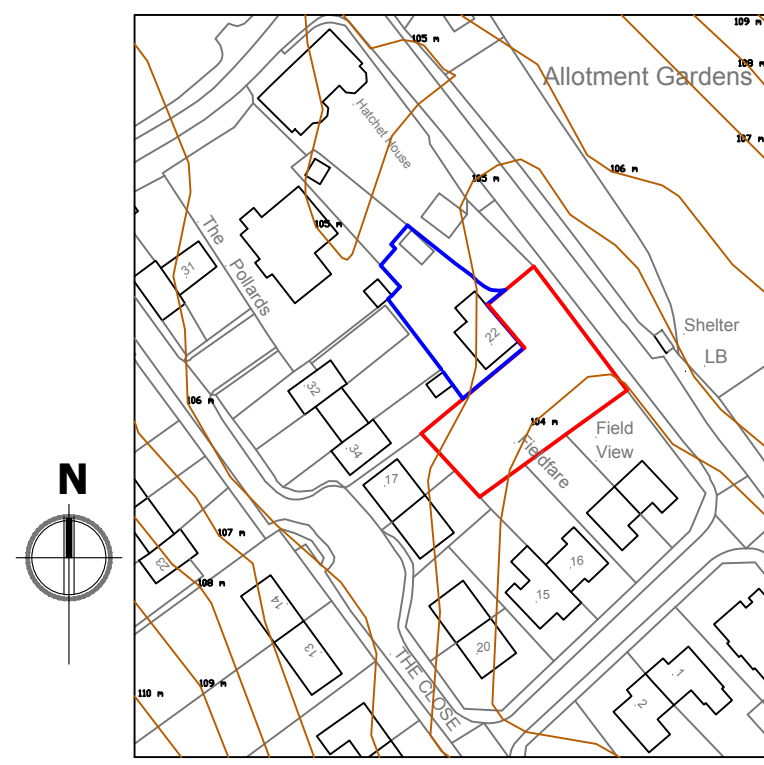 109 m
105 m
108 m
Allotment Gardens
Hatchet House
107 m
106 m
105 m
105 m
The Pollards
31
Shelter
LB
22
32
106 m
104 m
Field
View
Fieldfare
34
17
N
107 m
16
23
108 m
15
14
13
20
THE CLOSE
109 m
110 m
1
2